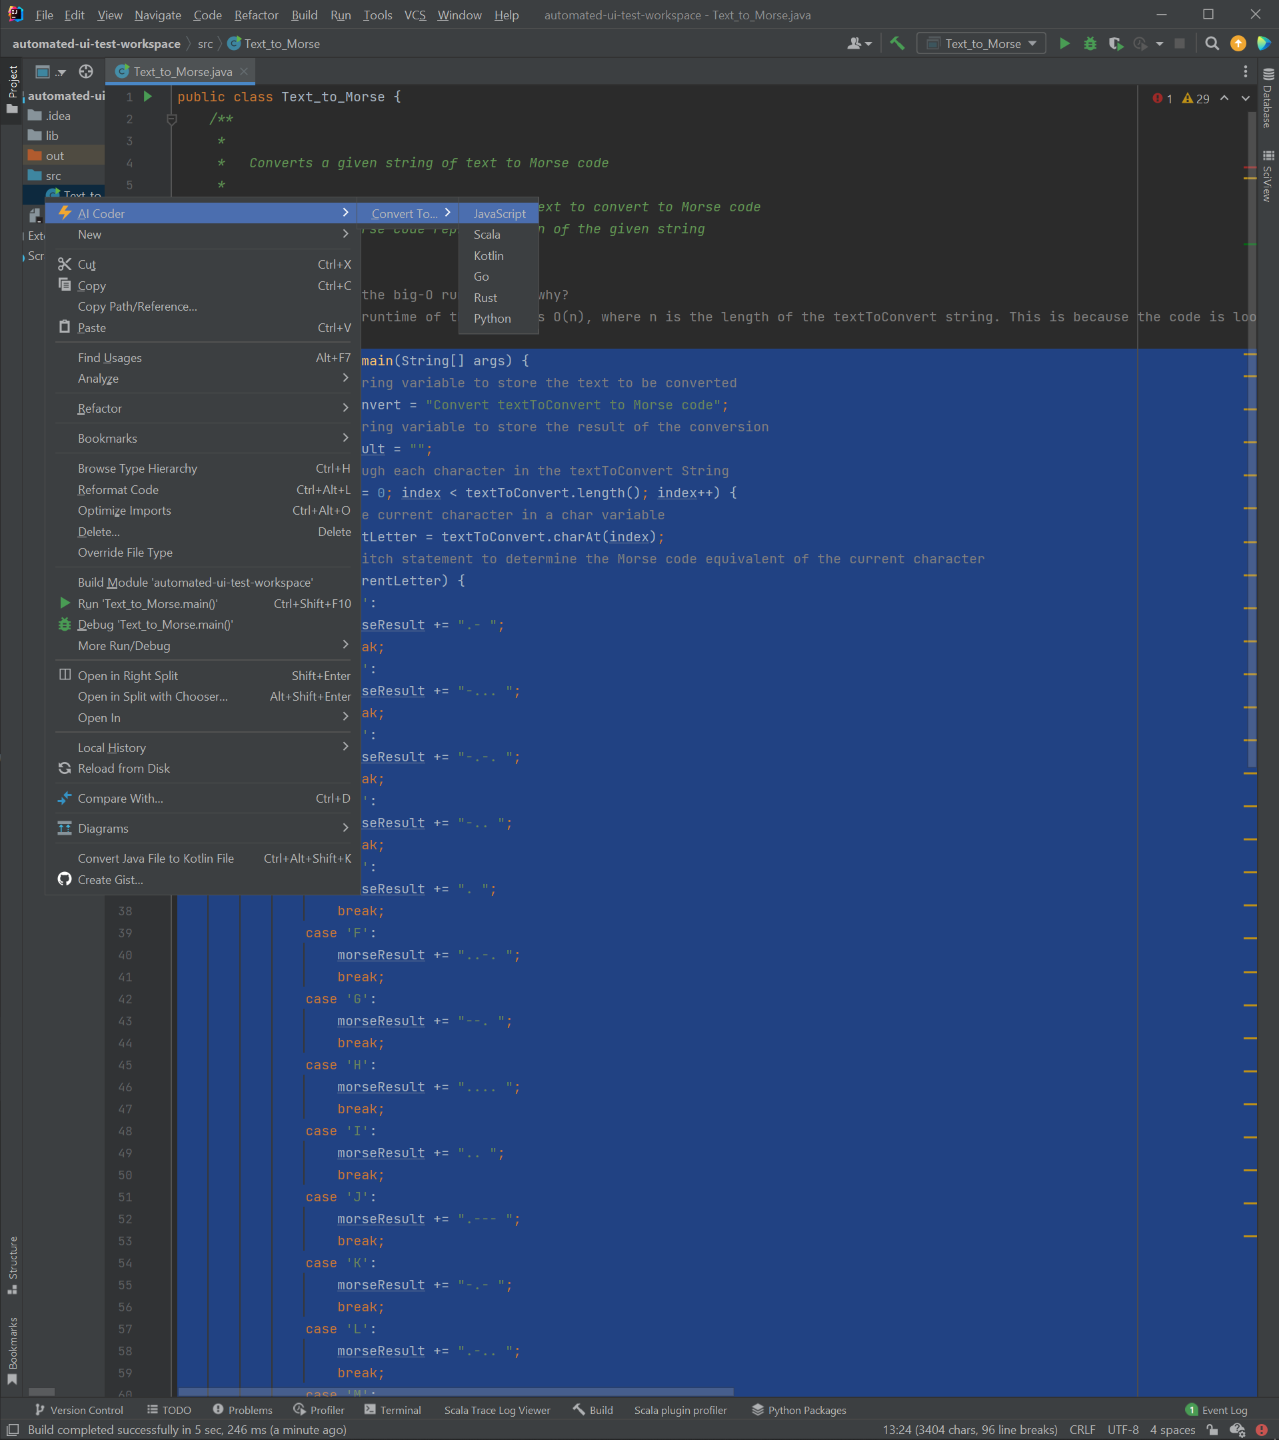 File Edit View Navigate Code Refactor Build Run Tools VCS Window Help automated-ui-test-workspace - Text_to_Morse.java
automated-ui-test-workspace src Text_to_Morse
Text_to_Morse
Project
Text_to_Morse.java
Database
SciView
automated-ui
.idea
lib
out
src
Text_to
Exte
Scr
1 29
1 public class Text_to_Morse {
2 /**
3 *
4 * Converts a given string of text to Morse code
5 *
ext to convert to Morse code
rse code rep n of the given string
the big-O ru why?
runtime of t s O(n), where n is the length of the textToConvert string. This is because the code is loo
AI Coder
New
Cut Ctrl+X
Copy Ctrl+C
Copy Path/Reference...
Paste Ctrl+V
Find Usages Alt+F7
Analyze
Refactor
Bookmarks
Browse Type Hierarchy Ctrl+H
Reformat Code Ctrl+Alt+L
Optimize Imports Ctrl+Alt+O
Delete... Delete
Override File Type
Build Module 'automated-ui-test-workspace'
Run 'Text_to_Morse.main()' Ctrl+Shift+F10
Debug 'Text_to_Morse.main()'
More Run/Debug
Open in Right Split Shift+Enter
Open in Split with Chooser... Alt+Shift+Enter
Open In
Local History
Reload from Disk
Compare With... Ctrl+D
Diagrams
Convert Java File to Kotlin File Ctrl+Alt+Shift+K
Create Gist...
Convert To...
JavaScript
Scala
Kotlin
Go
Rust
Python
main(String[] args) {
ring variable to store the text to be converted
nvert = "Convert textToConvert to Morse code";
ring variable to store the result of the conversion
ult = "";
ugh each character in the textToConvert String
= 0; index < textToConvert.length(); index++) {
e current character in a char variable
tLetter = textToConvert.charAt(index);
itch statement to determine the Morse code equivalent of the current character
rentLetter) {
':
seResult += ".- ";
ak;
':
seResult += "-... ";
ak;
':
seResult += "-.-. ";
ak;
':
seResult += "-.. ";
ak;
':
seResult += ". ";
38 break;
39 case 'F':
40 morseResult += "..-. ";
41 break;
42 case 'G':
43 morseResult += "--. ";
44 break;
45 case 'H':
46 morseResult += ".... ";
47 break;
48 case 'I':
49 morseResult += ".. ";
50 break;
51 case 'J':
52 morseResult += ".--- ";
53 break;
54 case 'K':
55 morseResult += "-.- ";
56 break;
57 case 'L':
58 morseResult += ".-.. ";
59 break;
60 case 'M':
Structure
Bookmarks
Version Control TODO Problems Profiler Terminal Scala Trace Log Viewer Build Scala plugin profiler Python Packages 1 Event Log
Build completed successfully in 5 sec, 246 ms (a minute ago) 13:24 (3404 chars, 96 line breaks) CRLF UTF-8 4 spaces